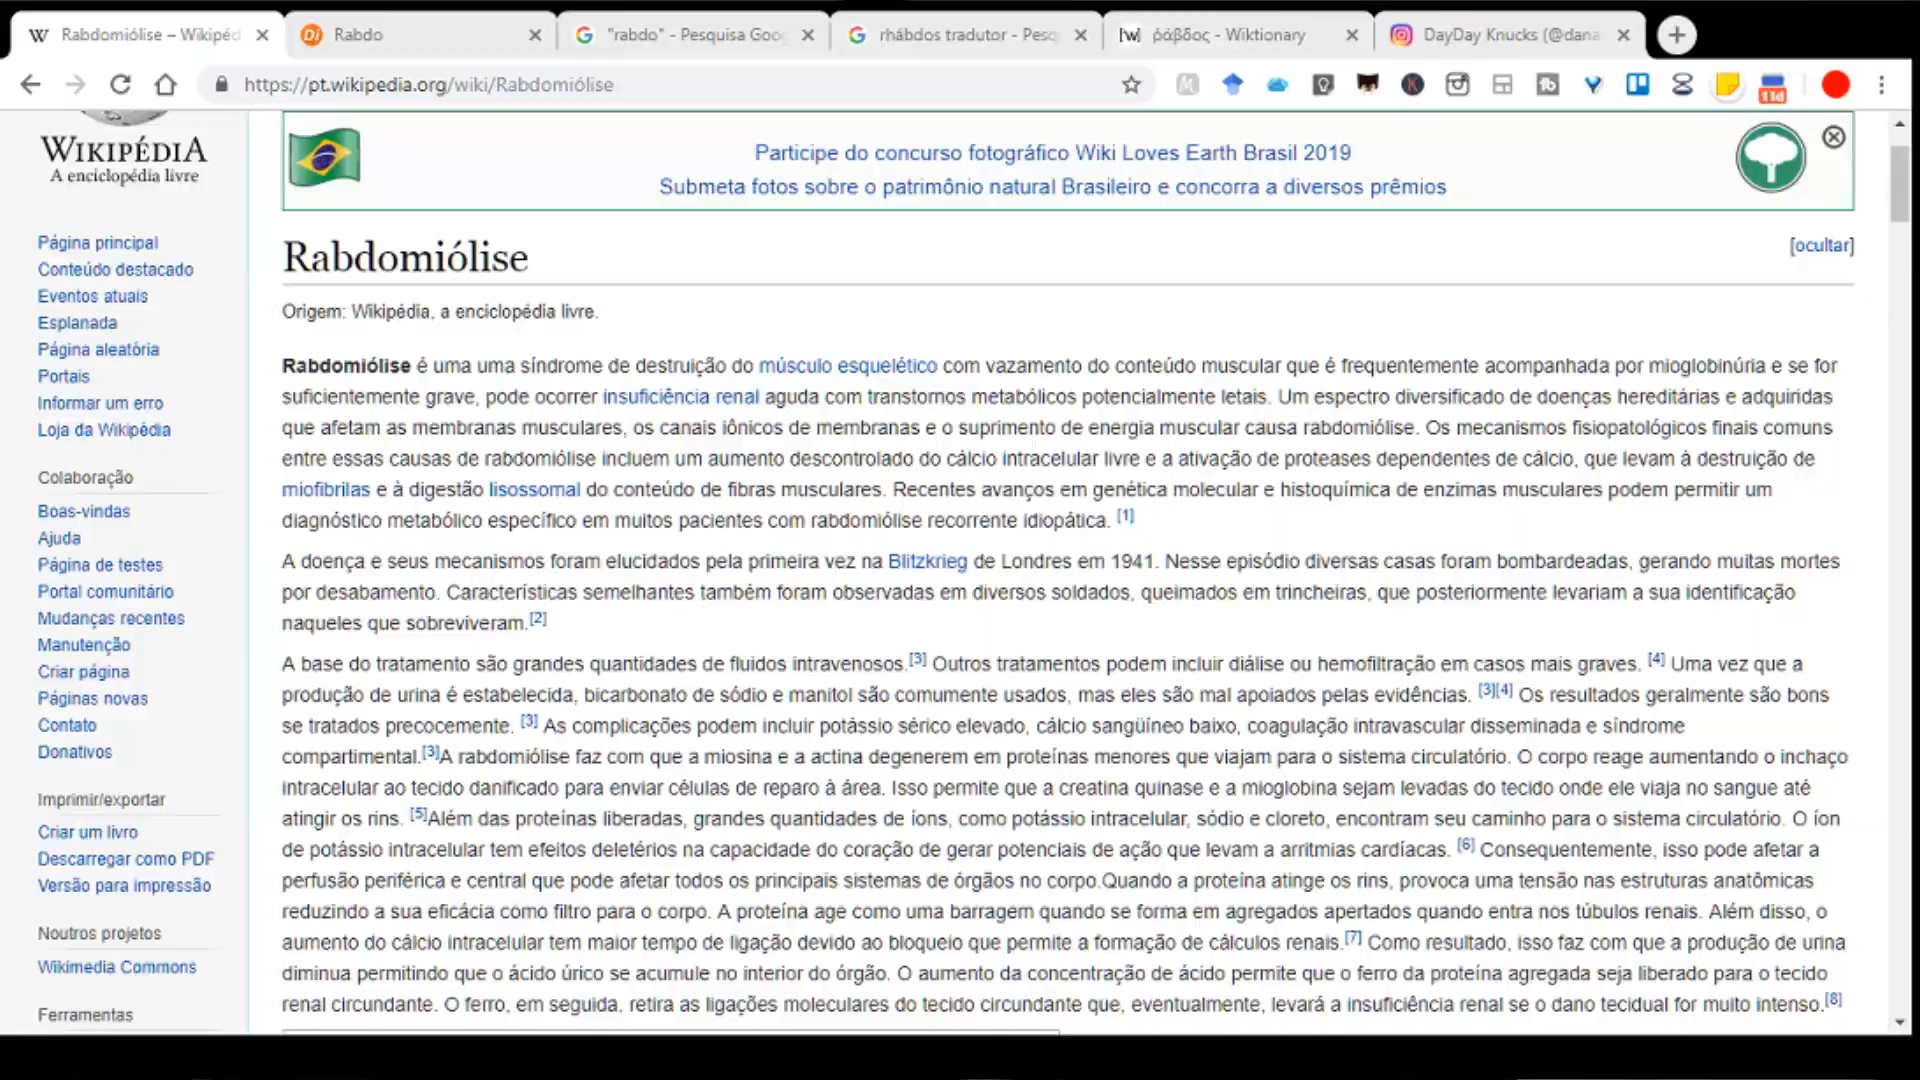 Rabdomiólise – Wikipéd
Rabdo
"rabdo" - Pesquisa Goo
rhábdos tradutor - Pesq
ῥάβδος - Wiktionary
DayDay Knucks (@dana
https://pt.wikipedia.org/wiki/Rabdomiólise
11d
WIKIPÉDIA
A enciclopédia livre
Página principal
Conteúdo destacado
Eventos atuais
Esplanada
Página aleatória
Portais
Informar um erro
Loja da Wikipédia
Colaboração
Boas-vindas
Ajuda
Página de testes
Portal comunitário
Mudanças recentes
Manutenção
Criar página
Páginas novas
Contato
Donativos
Imprimir/exportar
Criar um livro
Descarregar como PDF
Versão para impressão
Noutros projetos
Wikimedia Commons
Ferramentas
Participe do concurso fotográfico Wiki Loves Earth Brasil 2019
Submeta fotos sobre o patrimônio natural Brasileiro e concorra a diversos prêmios
[ocultar]
Rabdomiólise
Origem: Wikipédia, a enciclopédia livre.
Rabdomiólise é uma uma síndrome de destruição do músculo esquelético com vazamento do conteúdo muscular que é frequentemente acompanhada por mioglobinúria e se for
suficientemente grave, pode ocorrer insuficiência renal aguda com transtornos metabólicos potencialmente letais. Um espectro diversificado de doenças hereditárias e adquiridas
que afetam as membranas musculares, os canais iônicos de membranas e o suprimento de energia muscular causa rabdomiólise. Os mecanismos fisiopatológicos finais comuns
entre essas causas de rabdomiólise incluem um aumento descontrolado do cálcio intracelular livre e a ativação de proteases dependentes de cálcio, que levam à destruição de
miofibrilas e à digestão lisossomal do conteúdo de fibras musculares. Recentes avanços em genética molecular e histoquímica de enzimas musculares podem permitir um
diagnóstico metabólico específico em muitos pacientes com rabdomiólise recorrente idiopática. [1]
A doença e seus mecanismos foram elucidados pela primeira vez na Blitzkrieg de Londres em 1941. Nesse episódio diversas casas foram bombardeadas, gerando muitas mortes
por desabamento. Características semelhantes também foram observadas em diversos soldados, queimados em trincheiras, que posteriormente levariam a sua identificação
naqueles que sobreviveram.[2]
A base do tratamento são grandes quantidades de fluidos intravenosos.[3] Outros tratamentos podem incluir diálise ou hemofiltração em casos mais graves. [4] Uma vez que a
produção de urina é estabelecida, bicarbonato de sódio e manitol são comumente usados, mas eles são mal apoiados pelas evidências. [3][4] Os resultados geralmente são bons
se tratados precocemente. [3] As complicações podem incluir potássio sérico elevado, cálcio sangüíneo baixo, coagulação intravascular disseminada e síndrome
compartimental.[3]A rabdomiólise faz com que a miosina e a actina degenerem em proteínas menores que viajam para o sistema circulatório. O corpo reage aumentando o inchaço
intracelular ao tecido danificado para enviar células de reparo à área. Isso permite que a creatina quinase e a mioglobina sejam levadas do tecido onde ele viaja no sangue até
atingir os rins. [5]Além das proteínas liberadas, grandes quantidades de íons, como potássio intracelular, sódio e cloreto, encontram seu caminho para o sistema circulatório. O íon
de potássio intracelular tem efeitos deletérios na capacidade do coração de gerar potenciais de ação que levam a arritmias cardíacas. [6] Consequentemente, isso pode afetar a
perfusão periférica e central que pode afetar todos os principais sistemas de órgãos no corpo.Quando a proteína atinge os rins, provoca uma tensão nas estruturas anatômicas
reduzindo a sua eficácia como filtro para o corpo. A proteína age como uma barragem quando se forma em agregados apertados quando entra nos túbulos renais. Além disso, o
aumento do cálcio intracelular tem maior tempo de ligação devido ao bloqueio que permite a formação de cálculos renais.[7] Como resultado, isso faz com que a produção de urina
diminua permitindo que o ácido úrico se acumule no interior do órgão. O aumento da concentração de ácido permite que o ferro da proteína agregada seja liberado para o tecido
renal circundante. O ferro, em seguida, retira as ligações moleculares do tecido circundante que, eventualmente, levará a insuficiência renal se o dano tecidual for muito intenso.[8]